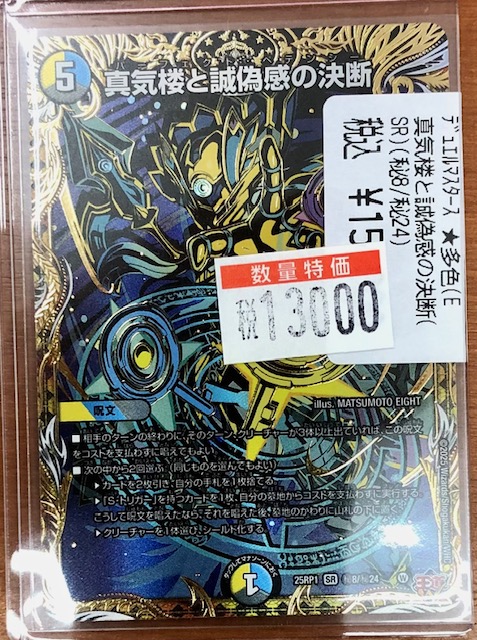 5
真気楼と誠偽感の決断
デュエルマスターズ ★多色(E
真気楼と誠偽感の決断(
SR)(秘8/秘24)
税込 ¥15
数量特価
税13000
illus. MATSUMOTO EIGHT
呪文
■相手のターンの終わりに、そのターン、クリーチャーが3体以上出ていれば、この呪文
をコストを支払わずに唱えてもよい。
■次の中から2回選ぶ。(同じものを選んでもよい)
▶カードを2枚引き、自分の手札を1枚捨てる。
▶「S・トリガー」を持つカードを1枚、自分の墓地からコストを支払わずに実行する。
こうして呪文を唱えたなら、それを唱えた後、墓地のかわりに山札の下に置く。
▶クリーチャーを1体選び、シールド化する。
1
25RP1 SR 秘8/秘24 W